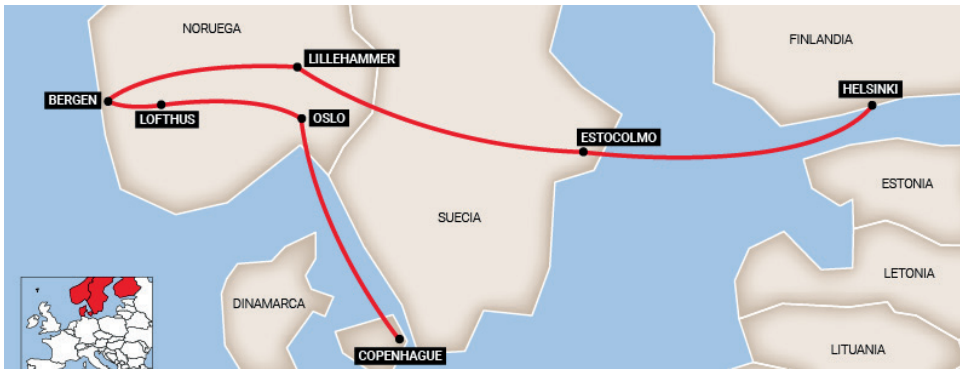 NORUEGA
FINLANDIA
LILLEHAMMER
HELSINKI
BERGEN
LOFTHUS
OSLO
ESTOCOLMO
ESTONIA
SUECIA
LETONIA
DINAMARCA
COPENHAGUE
LITUANIA